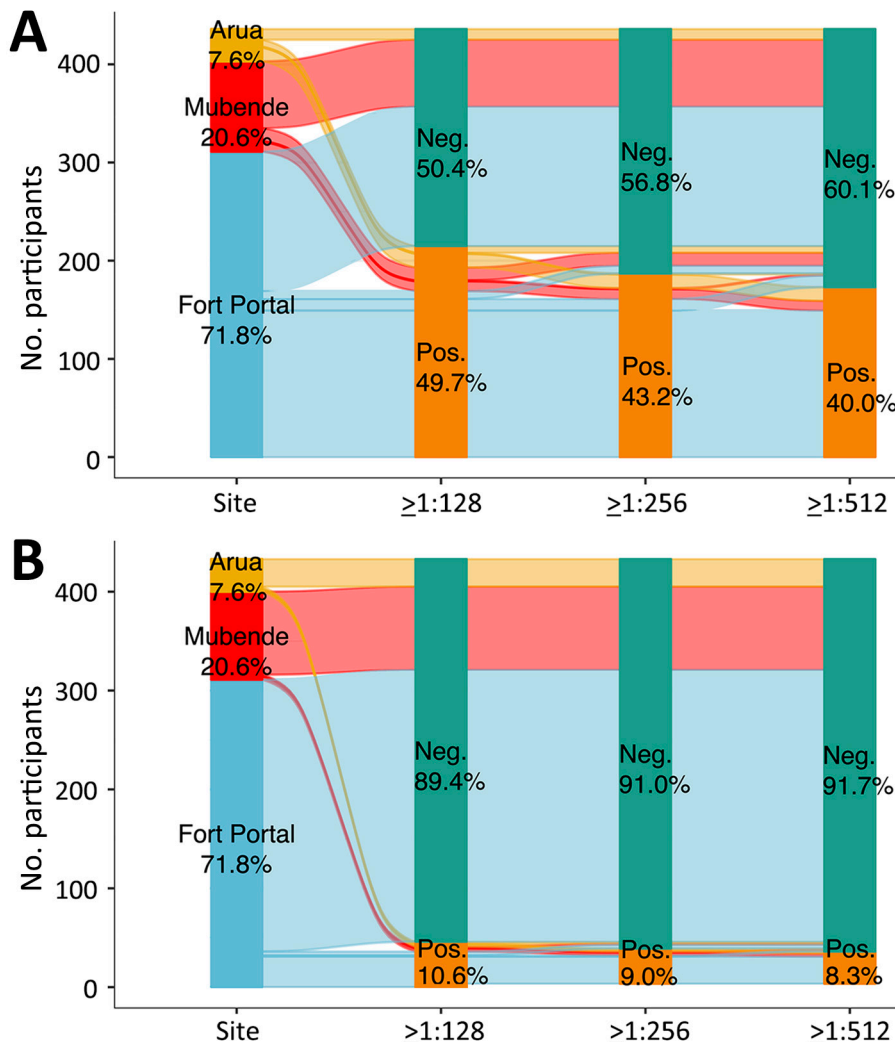 A
No. participants
400
300
200
100
0
Arua
7.6%
Mubende
20.6%
Fort Portal
71.8%
Neg.
50.4%
Pos.
49.7%
Neg.
56.8%
Pos.
43.2%
Neg.
60.1%
Pos.
40.0%
Site
≥1:128
≥1:256
≥1:512
B
No. participants
400
300
200
100
0
Arua
7.6%
Mubende
20.6%
Fort Portal
71.8%
Neg.
89.4%
Pos.
10.6%
Neg.
91.0%
Pos.
9.0%
Neg.
91.7%
Pos.
8.3%
Site
>1:128
>1:256
>1:512